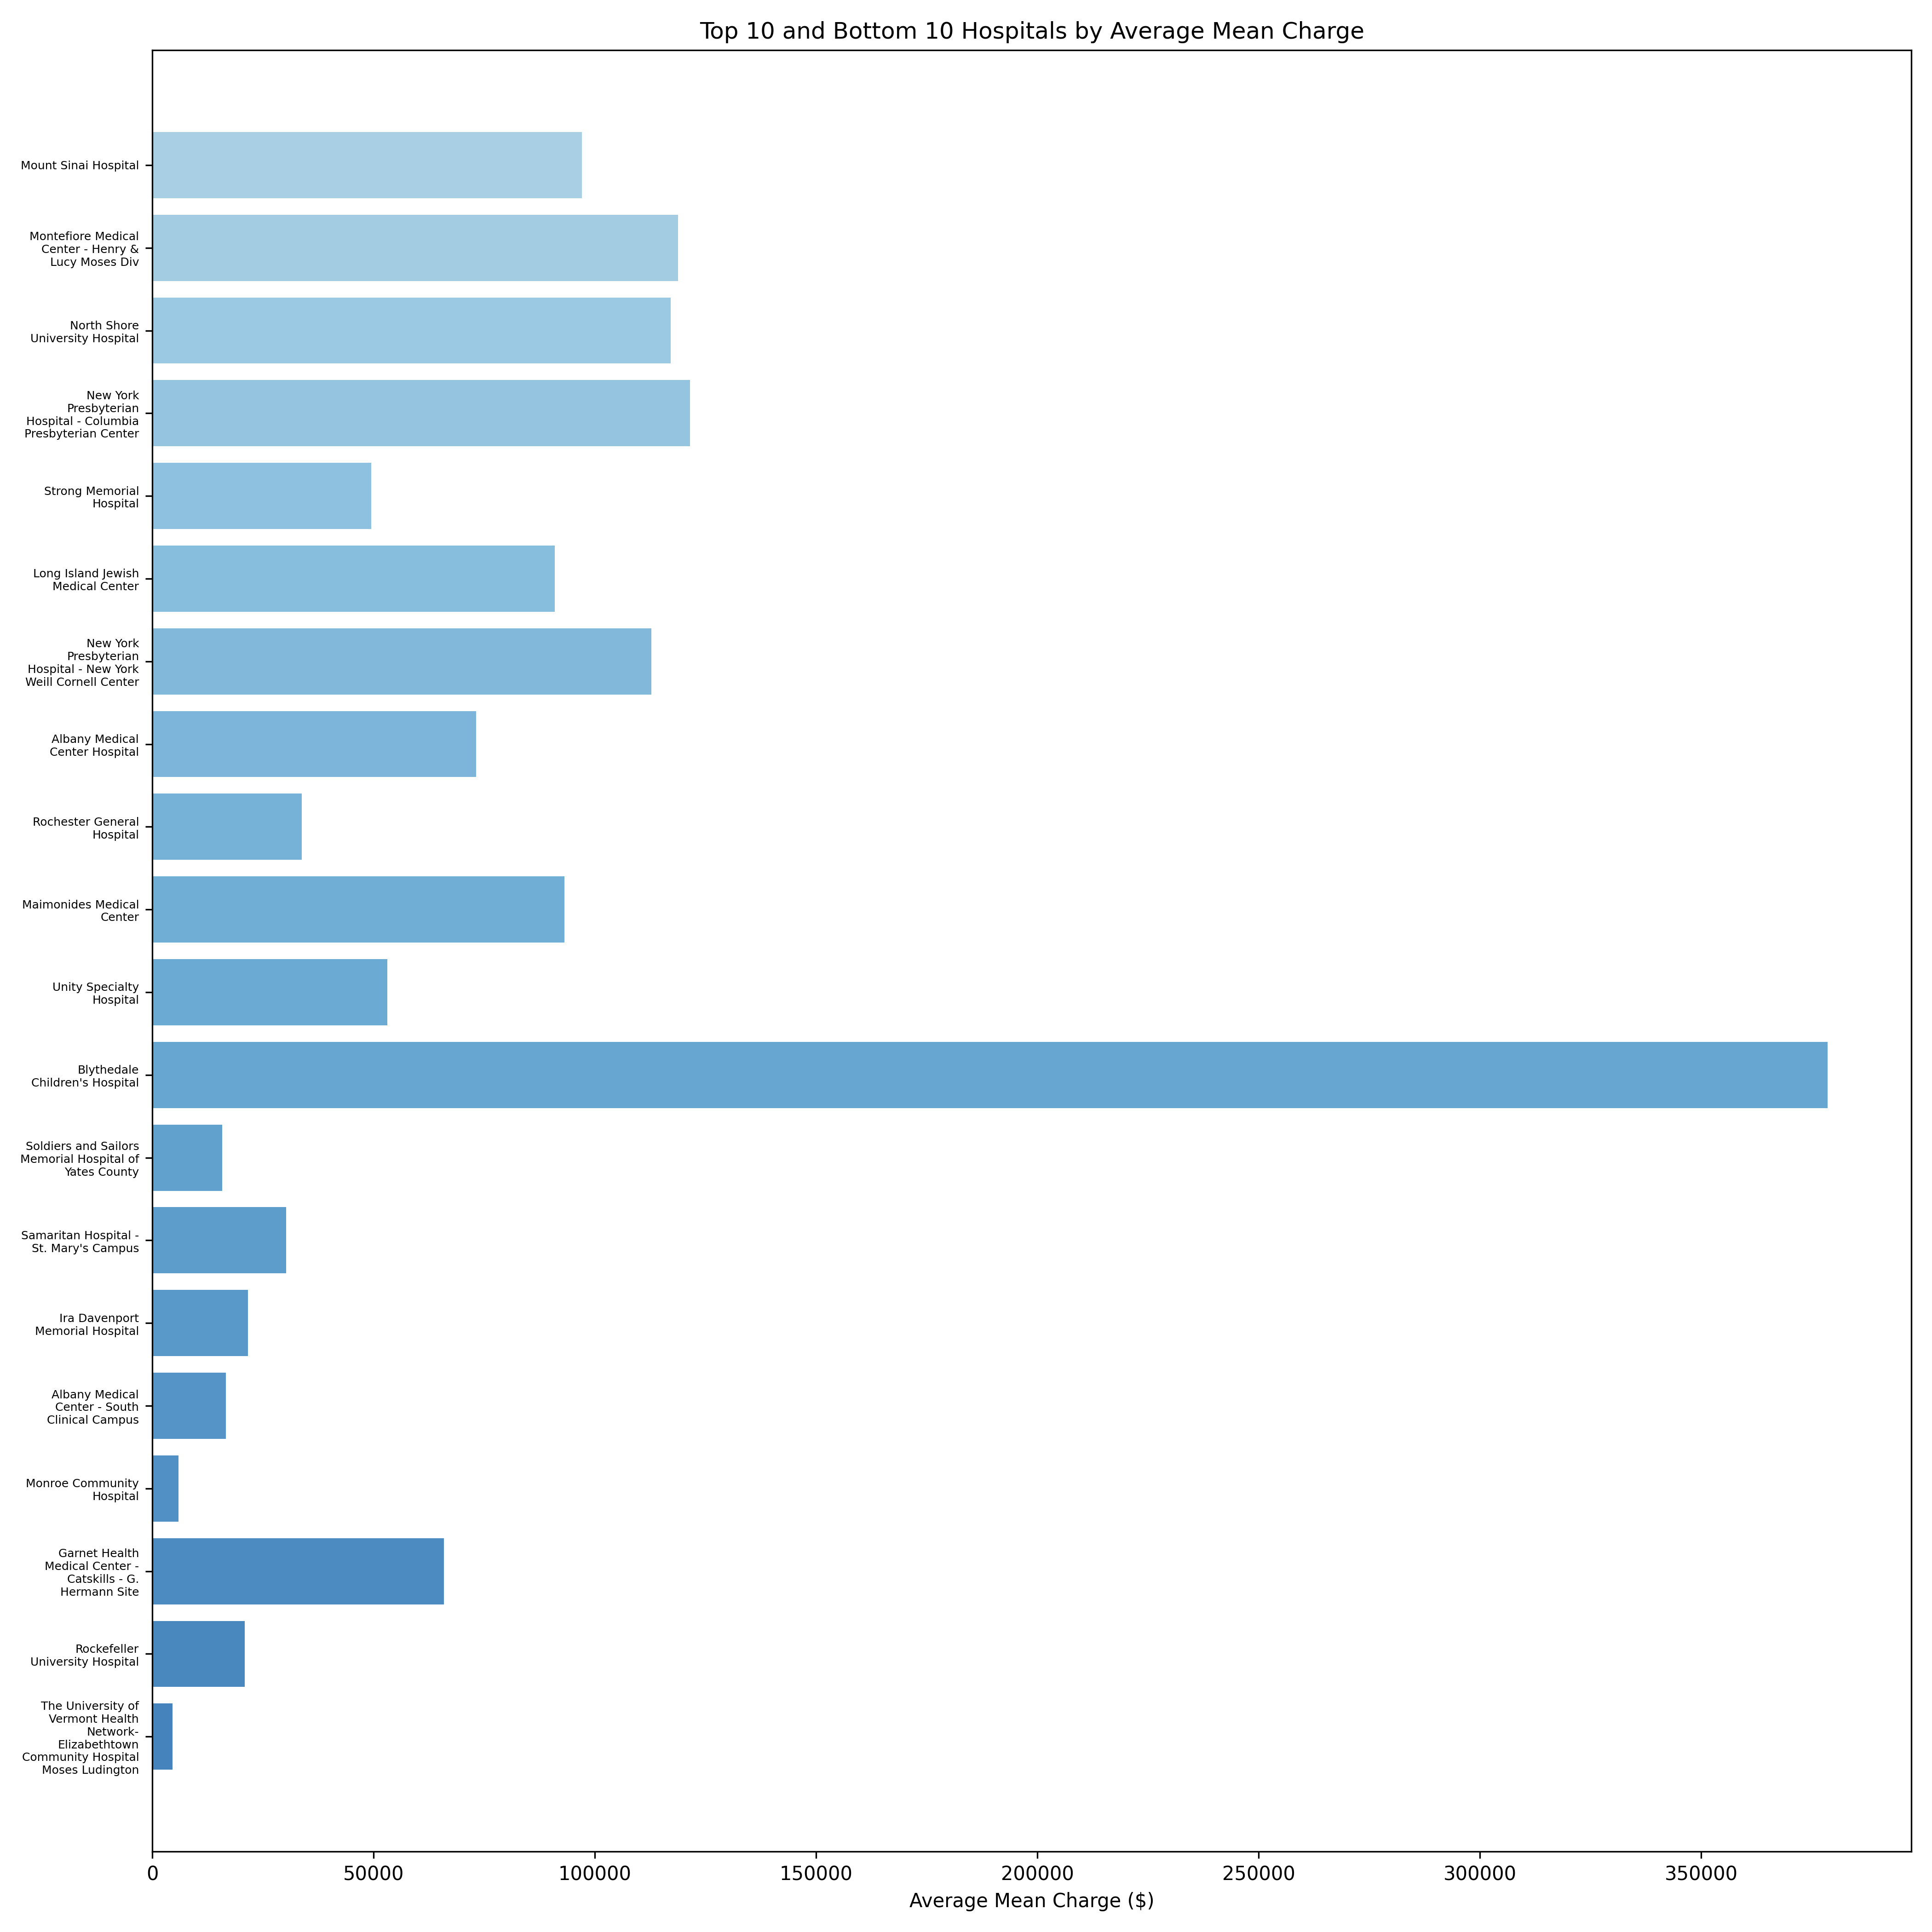 Top 10 and Bottom 10 Hospitals by Average Mean Charge
Mount Sinai Hospital
Montefiore Medical
Center - Henry &
Lucy Moses Div
North Shore
University Hospital
New York
Presbyterian
Hospital - Columbia
Presbyterian Center
Strong Memorial
Hospital
Long Island Jewish
Medical Center
New York
Presbyterian
Hospital - New York
Weill Cornell Center
Albany Medical
Center Hospital
Rochester General
Hospital
Maimonides Medical
Center
Unity Specialty
Hospital
Blythedale
Children's Hospital
Soldiers and Sailors
Memorial Hospital of
Yates County
Samaritan Hospital -
St. Mary's Campus
Ira Davenport
Memorial Hospital
Albany Medical
Center - South
Clinical Campus
Monroe Community
Hospital
Garnet Health
Medical Center -
Catskills - G.
Hermann Site
Rockefeller
University Hospital
The University of
Vermont Health
Network-
Elizabethtown
Community Hospital
Moses Ludington
0 50000 100000 150000 200000 250000 300000 350000
Average Mean Charge ($)